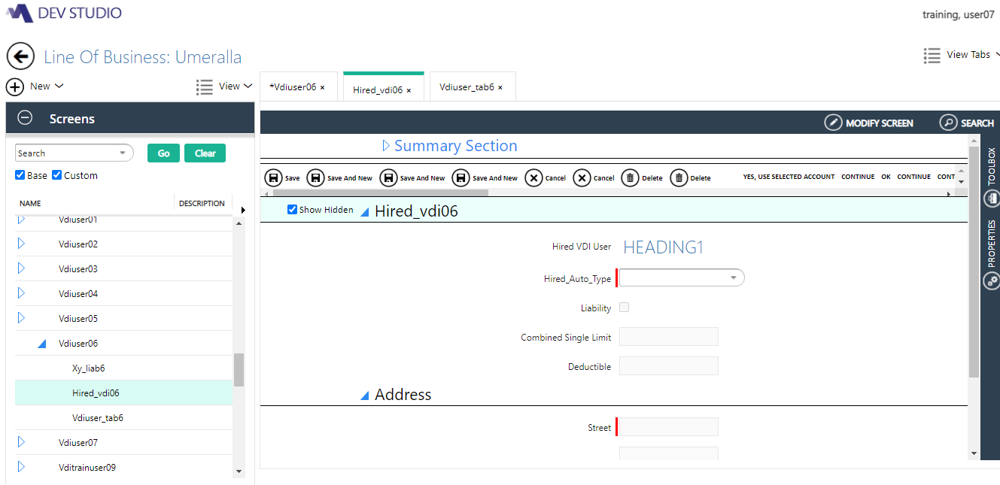 DEV STUDIO
training, user07
Line Of Business: Umeralla
View Tabs
New
View
*Vdiuser06 ×
Hired_vdi06 ×
Vdiuser_tab6 ×
Screens
MODIFY SCREEN
SEARCH
Search
Go
Clear
Base
Custom
NAME
DESCRIPTION
Vdiuser01
Vdiuser02
Vdiuser03
Vdiuser04
Vdiuser05
Vdiuser06
Xy_liab6
Hired_vdi06
Vdiuser_tab6
Vdiuser07
Vditrainuser09
Summary Section
Save
Save And New
Save And New
Save And New
Cancel
Cancel
Delete
Delete
YES, USE SELECTED ACCOUNT
CONTINUE
OK
CONTINUE
CONT
Show Hidden
Hired_vdi06
Hired VDI User
HEADING1
Hired_Auto_Type
Liability
Combined Single Limit
Deductible
Address
Street
TOOLBOX
PROPERTIES